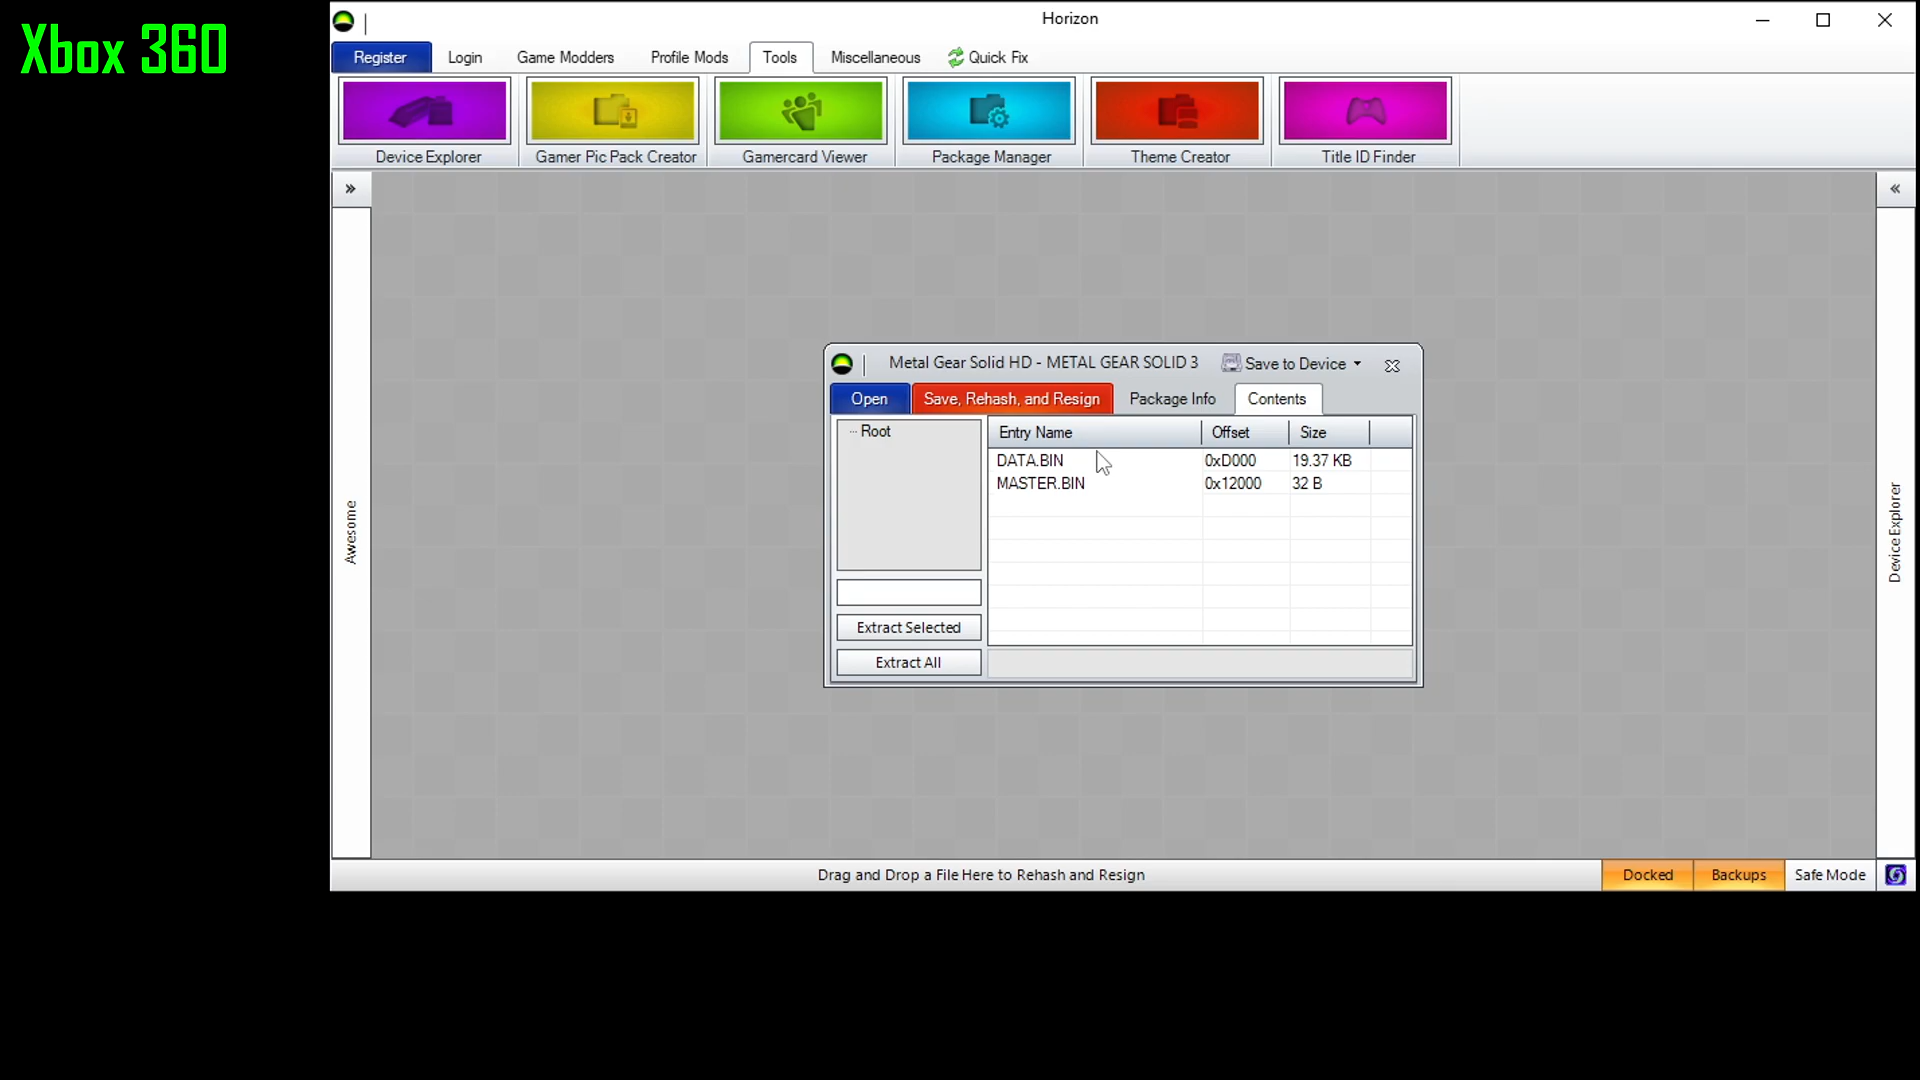 Xbox 360
Horizon
Register Login Game Modders Profile Mods Tools Miscellaneous Quick Fix
Device Explorer Gamer Pic Pack Creator Gamercard Viewer Package Manager Theme Creator Title ID Finder
» «
Metal Gear Solid HD - METAL GEAR SOLID 3 Save to Device
Open Save, Rehash, and Resign Package Info Contents
Root
Entry Name Offset Size
DATA.BIN 0xD000 19.37 KB
MASTER.BIN 0x12000 32 B
Extract Selected
Extract All
Awesome
Device Explorer
Drag and Drop a File Here to Rehash and Resign Docked Backups Safe Mode